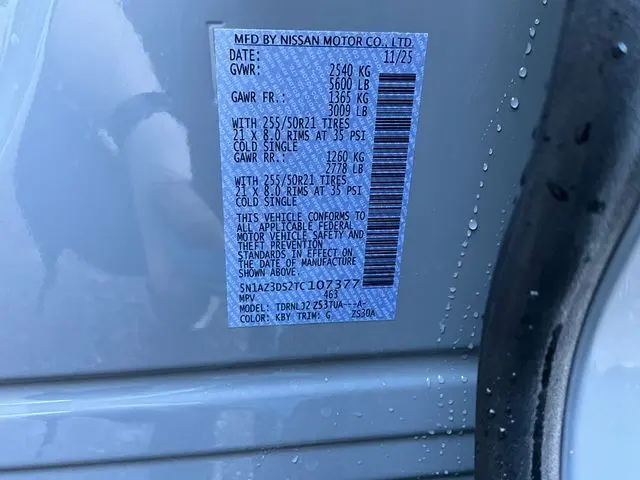 MFD BY NISSAN MOTOR CO., LTD.
DATE: 11/25
GVWR: 2540 KG
5600 LB
GAWR FR.: 1365 KG
3009 LB
WITH 255/50R21 TIRES
21 X 8.0 RIMS AT 35 PSI
COLD SINGLE
GAWR RR.: 1260 KG
2778 LB
WITH 255/50R21 TIRES
21 X 8.0 RIMS AT 35 PSI
COLD SINGLE
THIS VEHICLE CONFORMS TO
ALL APPLICABLE FEDERAL
MOTOR VEHICLE SAFETY AND
THEFT PREVENTION
STANDARDS IN EFFECT ON
THE DATE OF MANUFACTURE
SHOWN ABOVE.
5N1AZ3DS2TC107377
MPV 463
MODEL: TDRNLJZ Z53TUA---A-
COLOR: KBY TRIM: G ZS30A